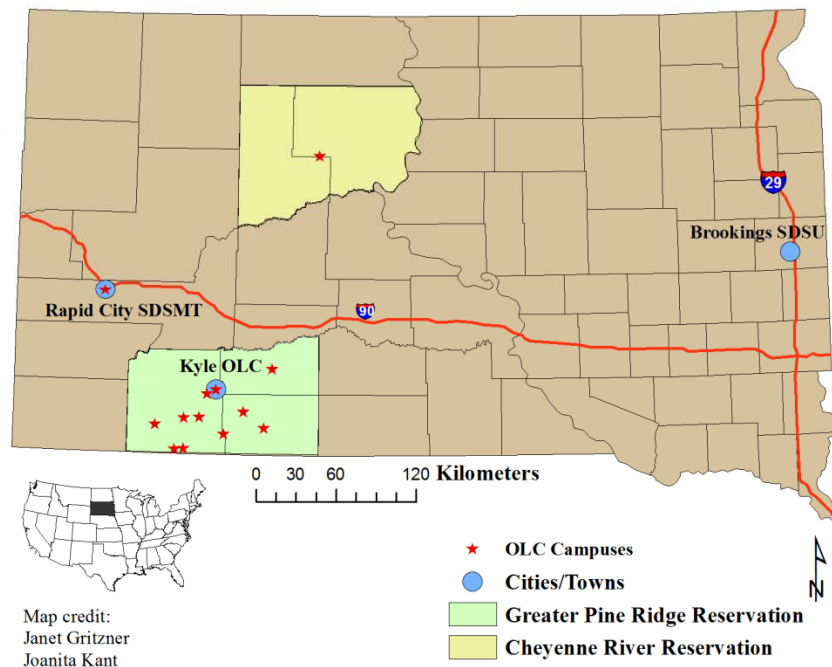 29
Brookings SDSU
Rapid City SDSMT
90
Kyle OLC
0 30 60 120 Kilometers
OLC Campuses
Cities/Towns
Greater Pine Ridge Reservation
Cheyenne River Reservation
N
Map credit:
Janet Gritzner
Joanita Kant